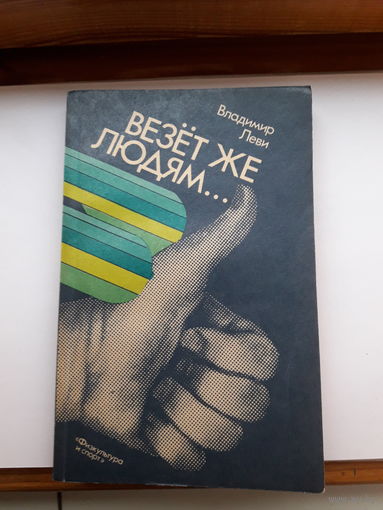 Владимир
Леви
ВЕЗЁТ ЖЕ
ЛЮДЯМ...
«Физкультура
и спорт»